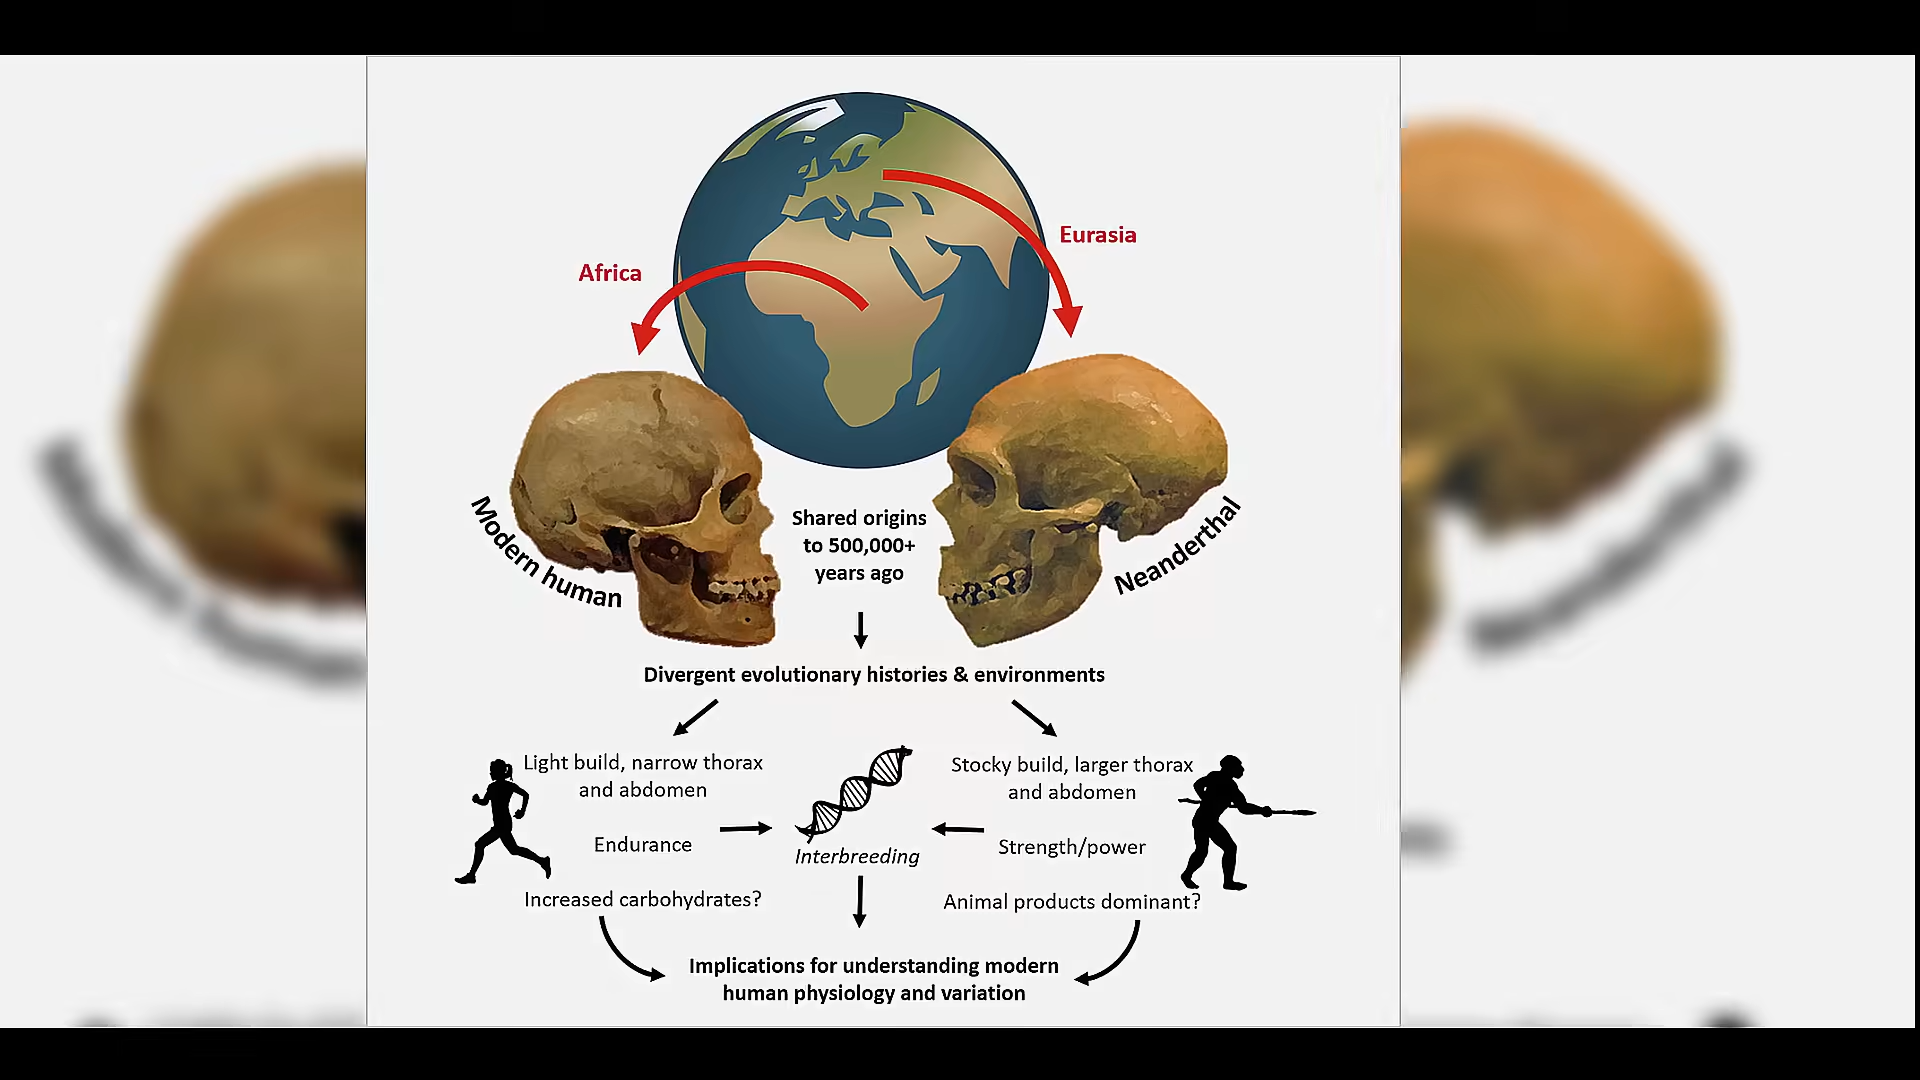 Eurasia
Africa
Modern human
Shared origins
to 500,000+
years ago
Neanderthal
Divergent evolutionary histories & environments
Light build, narrow thorax
and abdomen
Endurance
Increased carbohydrates?
Interbreeding
Stocky build, larger thorax
and abdomen
Strength/power
Animal products dominant?
Implications for understanding modern
human physiology and variation